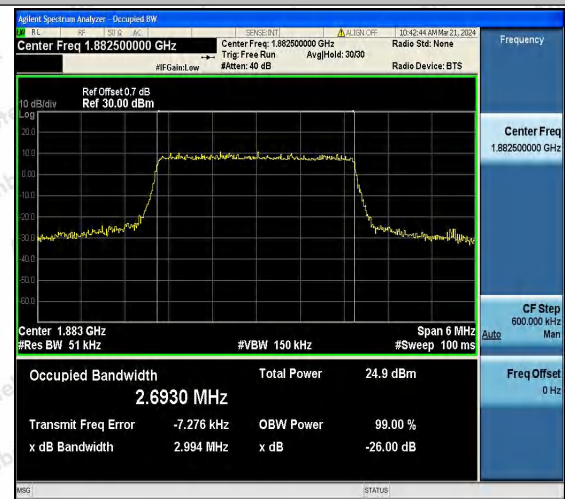 Agilent Spectrum Analyzer - Occupied BW
RL RF 50 Ω AC SENSE:INT ALIGN OFF 10:42:44 AM Mar 21, 2024
Center Freq 1.882500000 GHz Center Freq: 1.882500000 GHz Radio Std: None Frequency
Trig: Free Run Avg|Hold: 30/30
#IFGain:Low #Atten: 40 dB Radio Device: BTS
Ref Offset 0.7 dB
10 dB/div Ref 30.00 dBm
Log
20.0
10.0
0.00
-10.0
-20.0
-30.0
-40.0
-50.0
-60.0
Center Freq
1.882500000 GHz
Center 1.883 GHz Span 6 MHz
#Res BW 51 kHz #VBW 150 kHz #Sweep 100 ms
CF Step
600.000 kHz
Auto Man
Occupied Bandwidth Total Power 24.9 dBm
2.6930 MHz
Transmit Freq Error -7.276 kHz OBW Power 99.00 %
x dB Bandwidth 2.994 MHz x dB -26.00 dB
Freq Offset
0 Hz
MSG STATUS